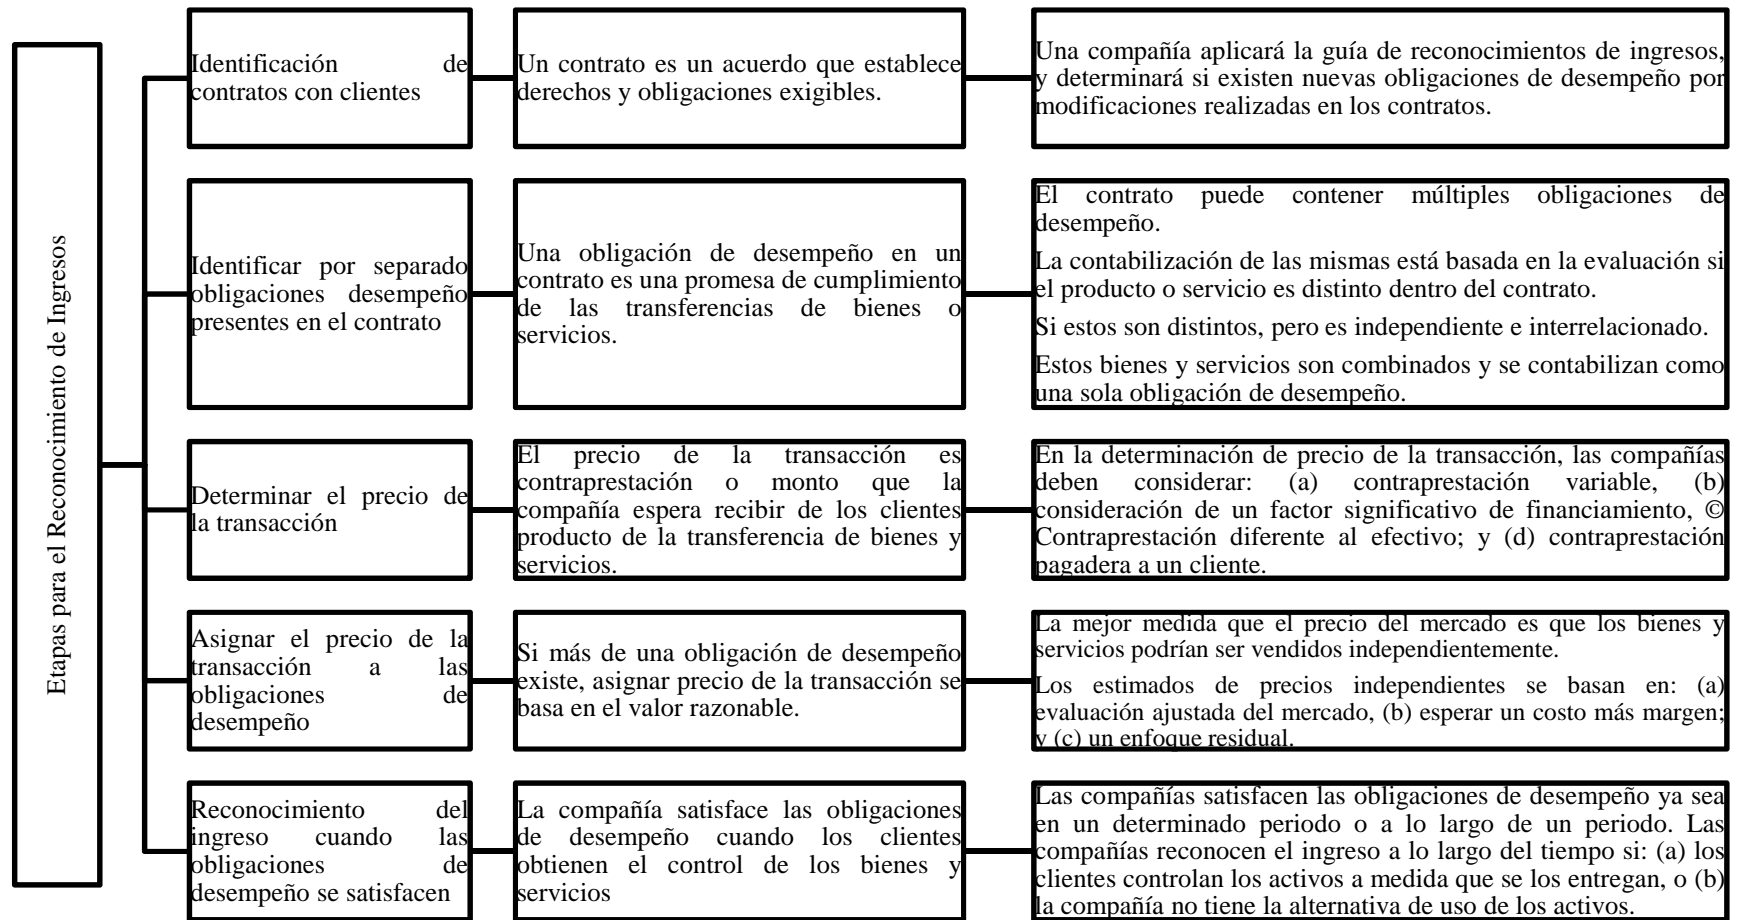 Etapas para el Reconocimiento de Ingresos
Identificación de
contratos con clientes
Un contrato es un acuerdo que establece
derechos y obligaciones exigibles.
Una compañía aplicará la guía de reconocimientos de ingresos,
y determinará si existen nuevas obligaciones de desempeño por
modificaciones realizadas en los contratos.
Identificar por separado
obligaciones desempeño
presentes en el contrato
Una obligación de desempeño en un
contrato es una promesa de cumplimiento
de las transferencias de bienes o
servicios.
El contrato puede contener múltiples obligaciones de
desempeño.
La contabilización de las mismas está basada en la evaluación si
el producto o servicio es distinto dentro del contrato.
Si estos son distintos, pero es independiente e interrelacionado.
Estos bienes y servicios son combinados y se contabilizan como
una sola obligación de desempeño.
Determinar el precio de
la transacción
El precio de la transacción es
contraprestación o monto que la
compañía espera recibir de los clientes
producto de la transferencia de bienes y
servicios.
En la determinación de precio de la transacción, las compañías
deben considerar: (a) contraprestación variable, (b)
consideración de un factor significativo de financiamiento, ©
Contraprestación diferente al efectivo; y (d) contraprestación
pagadera a un cliente.
Asignar el precio de la
transacción a las
obligaciones de
desempeño
Si más de una obligación de desempeño
existe, asignar precio de la transacción se
basa en el valor razonable.
La mejor medida que el precio del mercado es que los bienes y
servicios podrían ser vendidos independientemente.
Los estimados de precios independientes se basan en: (a)
evaluación ajustada del mercado, (b) esperar un costo más margen;
y (c) un enfoque residual.
Reconocimiento del
ingreso cuando las
obligaciones de
desempeño se satisfacen
La compañía satisface las obligaciones
de desempeño cuando los clientes
obtienen el control de los bienes y
servicios
Las compañías satisfacen las obligaciones de desempeño ya sea
en un determinado periodo o a lo largo de un periodo. Las
compañías reconocen el ingreso a lo largo del tiempo si: (a) los
clientes controlan los activos a medida que se los entregan, o (b)
la compañía no tiene la alternativa de uso de los activos.